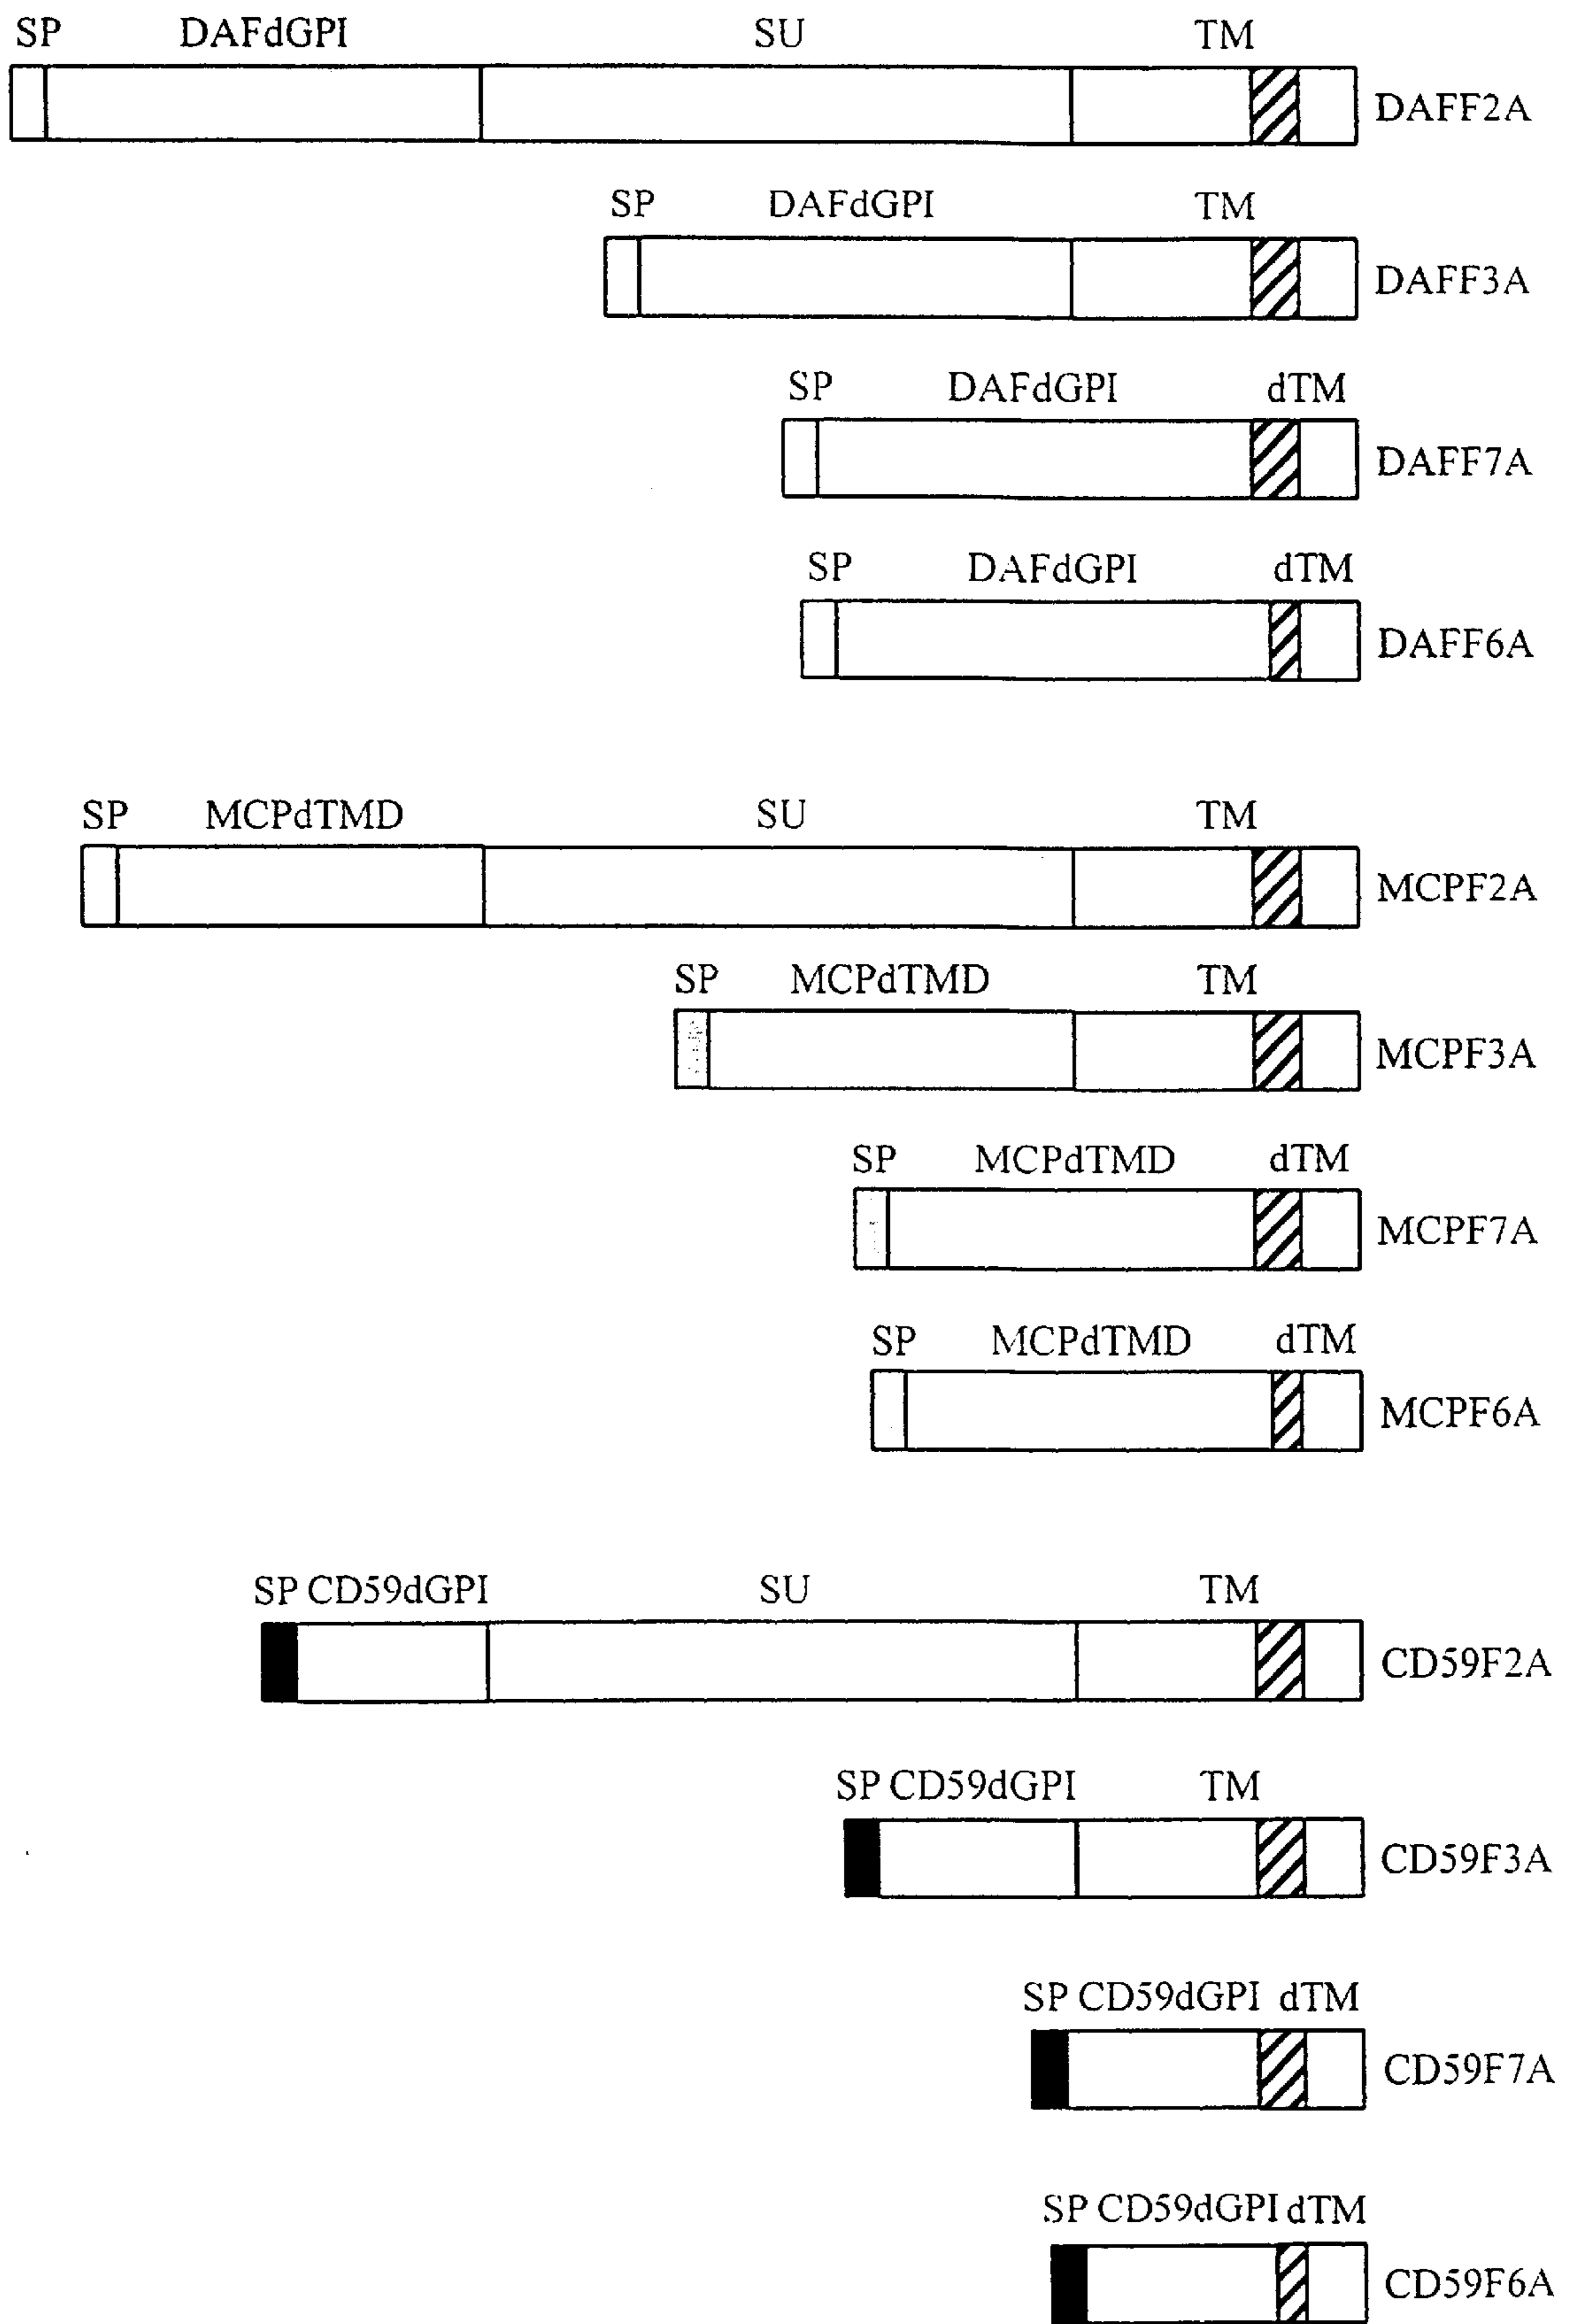 SP DAFdGPI SU TM
DAFF2A
SP DAFdGPI TM
DAFF3A
SP DAFdGPI dTM
DAFF7A
SP DAFdGPI dTM
DAFF6A
SP MCPdTMD SU TM
MCPF2A
SP MCPdTMD TM
MCPF3A
SP MCPdTMD dTM
MCPF7A
SP MCPdTMD dTM
MCPF6A
SP CD59dGPI SU TM
CD59F2A
SP CD59dGPI TM
CD59F3A
SP CD59dGPI dTM
CD59F7A
SP CD59dGPI dTM
CD59F6A